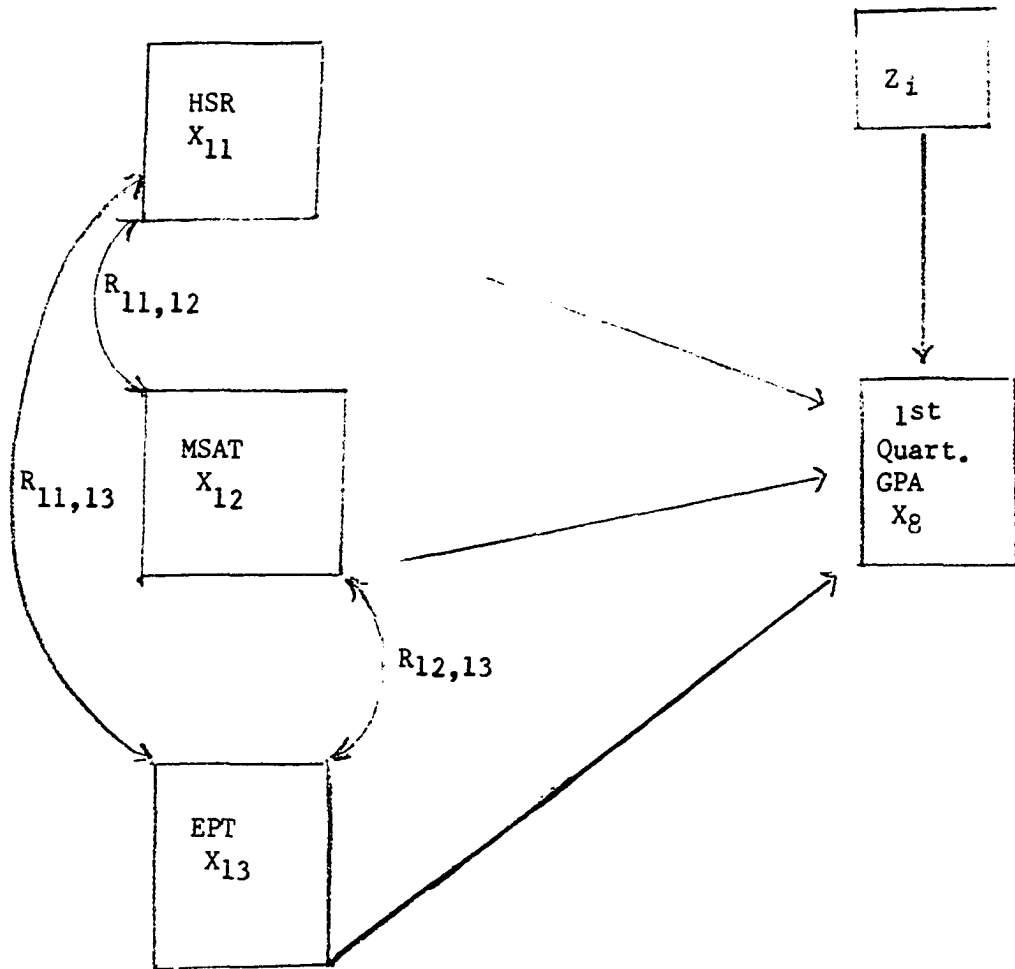 HSR
X11
Zi
R11,12
1st
Quart.
GPA
X8
MSAT
X12
R11,13
R12,13
EPT
X13